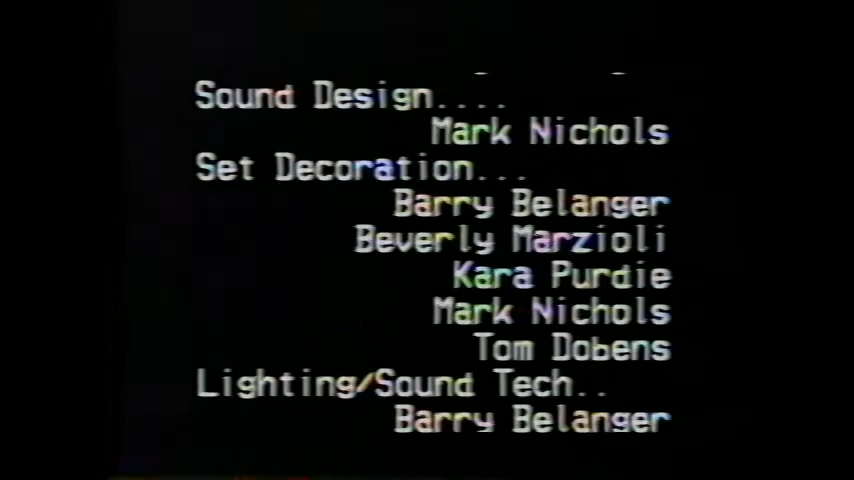 Sound Design....
Mark Nichols
Set Decoration...
Barry Belanger
Beverly Marzioli
Kara Purdie
Mark Nichols
Tom Dobens
Lighting/Sound Tech..
Barry Belanger